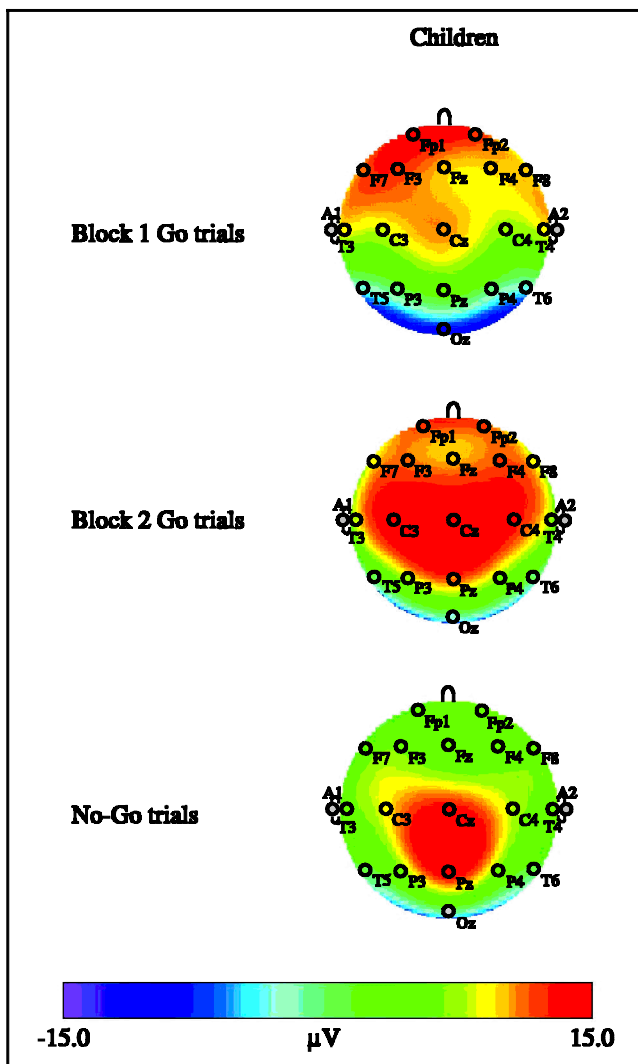 Children
Fp1 Fp2
F7 F3 Fz F4 F8
A1 A2
Block 1 Go trials
T3 C3 Cz C4 T4
T5 P3 Pz P4 T6
Oz
Fp1 Fp2
F7 F3 Fz F4 F8
A1 A2
Block 2 Go trials
T3 C3 Cz C4 T4
T5 P3 Pz P4 T6
Oz
Fp1 Fp2
F7 F3 Fz F4 F8
A1 A2
No-Go trials
T3 C3 Cz C4 T4
T5 P3 Pz P4 T6
Oz
-15.0 µV 15.0